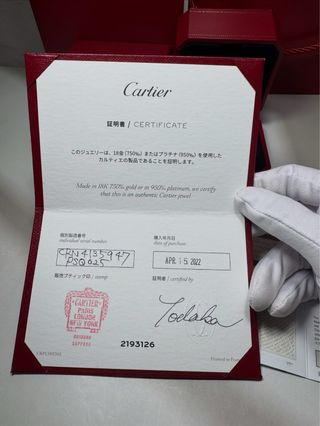 Cartier
証明書 / CERTIFICATE
このジュエリーは、18金(750‰)またはプラチナ(950‰)を使用した
カルティエの製品であることを証明します。
Made in 18K 750‰ gold or in 950‰ platinum, we certify
that this is an authentic Cartier jewel
個別製造番号
individual serial number
購入年月日
date of purchase
CRN4135947
PSQ025
APR. 15 2022
販売ブティック印 / stamp
証明者 / certified by
CARTIER
PARIS
LONDON
NEW YORK
Yodaka
2193126